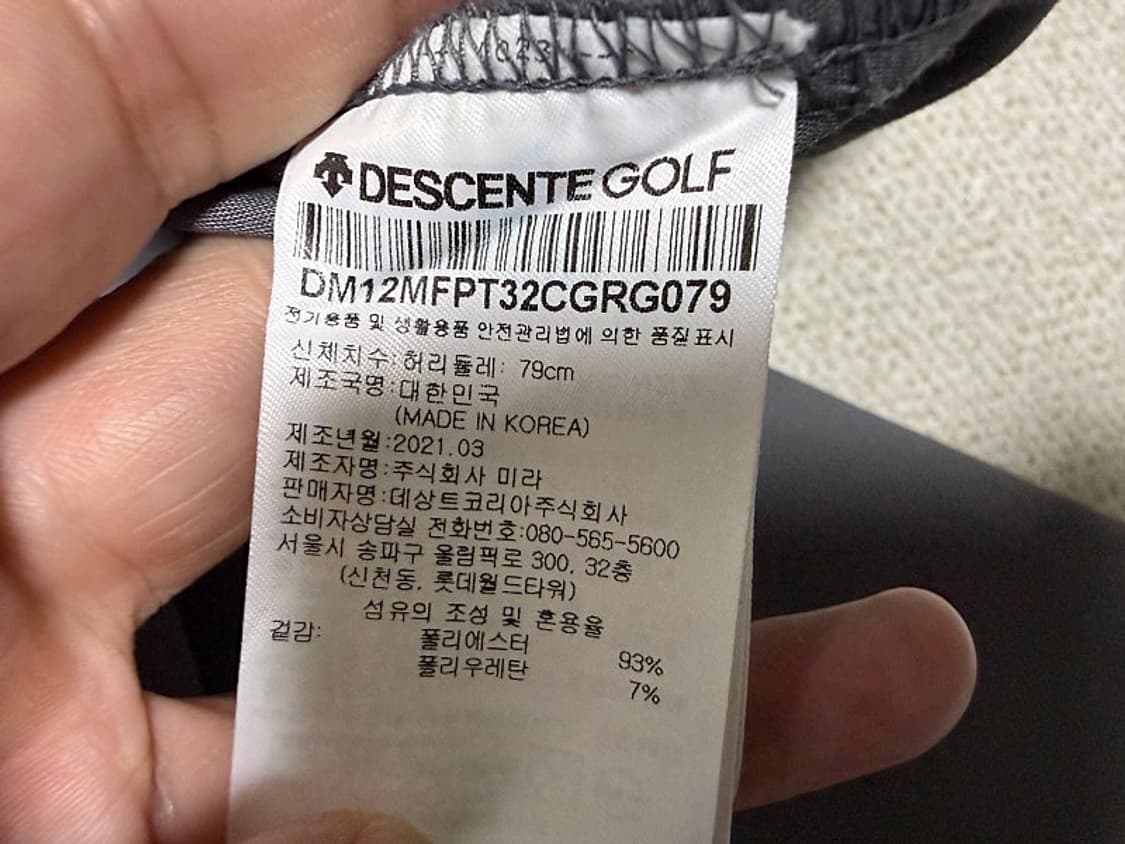 DESCENTE GOLF
DM12MFPT32CGRG079
전기용품 및 생활용품 안전관리법에 의한 품질표시
신체치수:허리둘레: 79cm
제조국명:대한민국
(MADE IN KOREA)
제조년월:2021.03
제조자명:주식회사 미라
판매자명:데상트코리아주식회사
소비자상담실 전화번호:080-565-5600
서울시 송파구 올림픽로 300, 32층
(신천동, 롯데월드타워)
섬유의 조성 및 혼용율
겉감: 폴리에스터 93%
폴리우레탄 7%